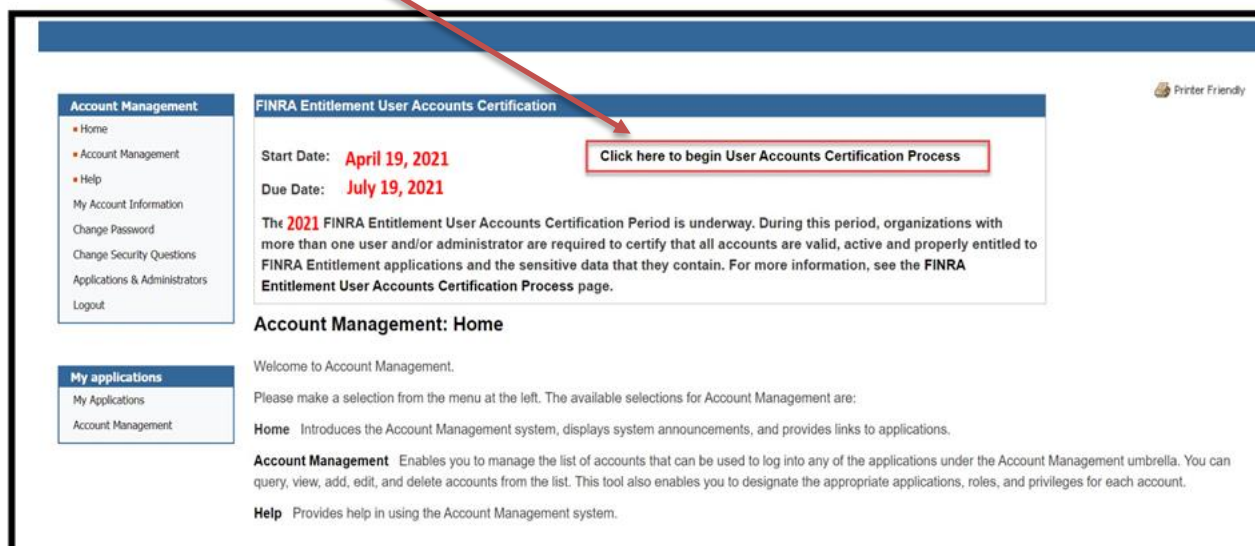 Printer Friendly
Account Management
Home
Account Management
Help
My Account Information
Change Password
Change Security Questions
Applications & Administrators
Logout
My applications
My Applications
Account Management
FINRA Entitlement User Accounts Certification
Start Date: April 19, 2021
Click here to begin User Accounts Certification Process
Due Date: July 19, 2021
The 2021 FINRA Entitlement User Accounts Certification Period is underway. During this period, organizations with
more than one user and/or administrator are required to certify that all accounts are valid, active and properly entitled to
FINRA Entitlement applications and the sensitive data that they contain. For more information, see the FINRA
Entitlement User Accounts Certification Process page.
Account Management: Home
Welcome to Account Management.
Please make a selection from the menu at the left. The available selections for Account Management are:
Home Introduces the Account Management system, displays system announcements, and provides links to applications.
Account Management Enables you to manage the list of accounts that can be used to log into any of the applications under the Account Management umbrella. You can
query, view, add, edit, and delete accounts from the list. This tool also enables you to designate the appropriate applications, roles, and privileges for each account.
Help Provides help in using the Account Management system.